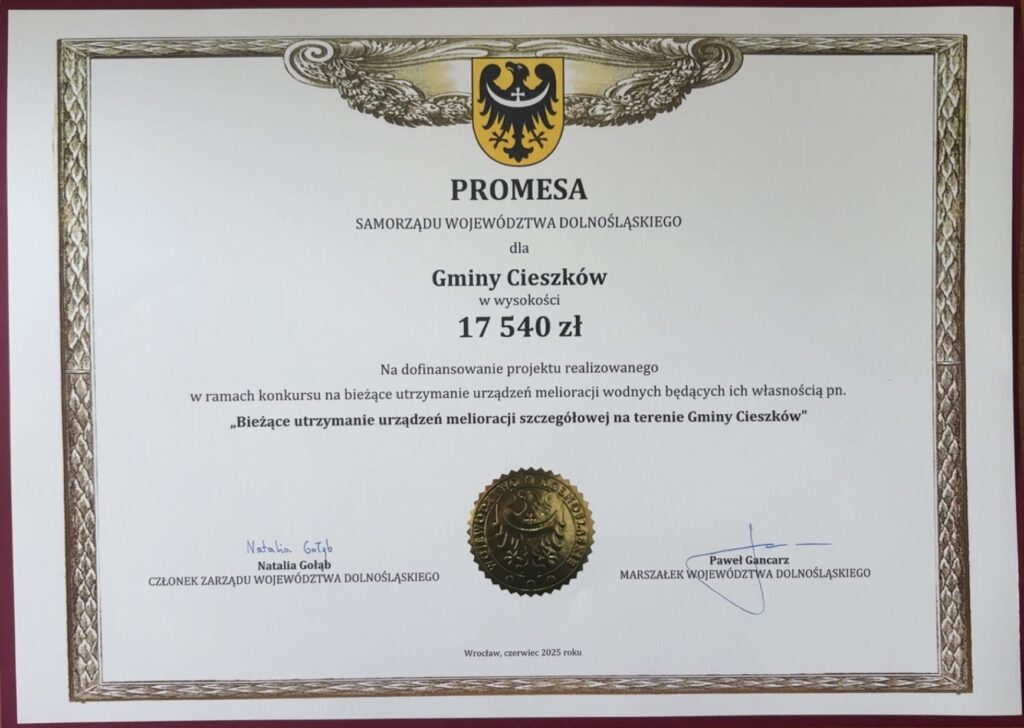 PROMESA
SAMORZĄDU WOJEWÓDZTWA DOLNOŚLĄSKIEGO
dla
Gminy Cieszków
w wysokości
17 540 zł
Na dofinansowanie projektu realizowanego
w ramach konkursu na bieżące utrzymanie urządzeń melioracji wodnych będących ich własnością pn.
„Bieżące utrzymanie urządzeń melioracji szczegółowej na terenie Gminy Cieszków"
Natalia Gołąb
Natalia Gołąb
CZŁONEK ZARZĄDU WOJEWÓDZTWA DOLNOŚLĄSKIEGO
Paweł Gancarz
MARSZAŁEK WOJEWÓDZTWA DOLNOŚLĄSKIEGO
Wrocław, czerwiec 2025 roku